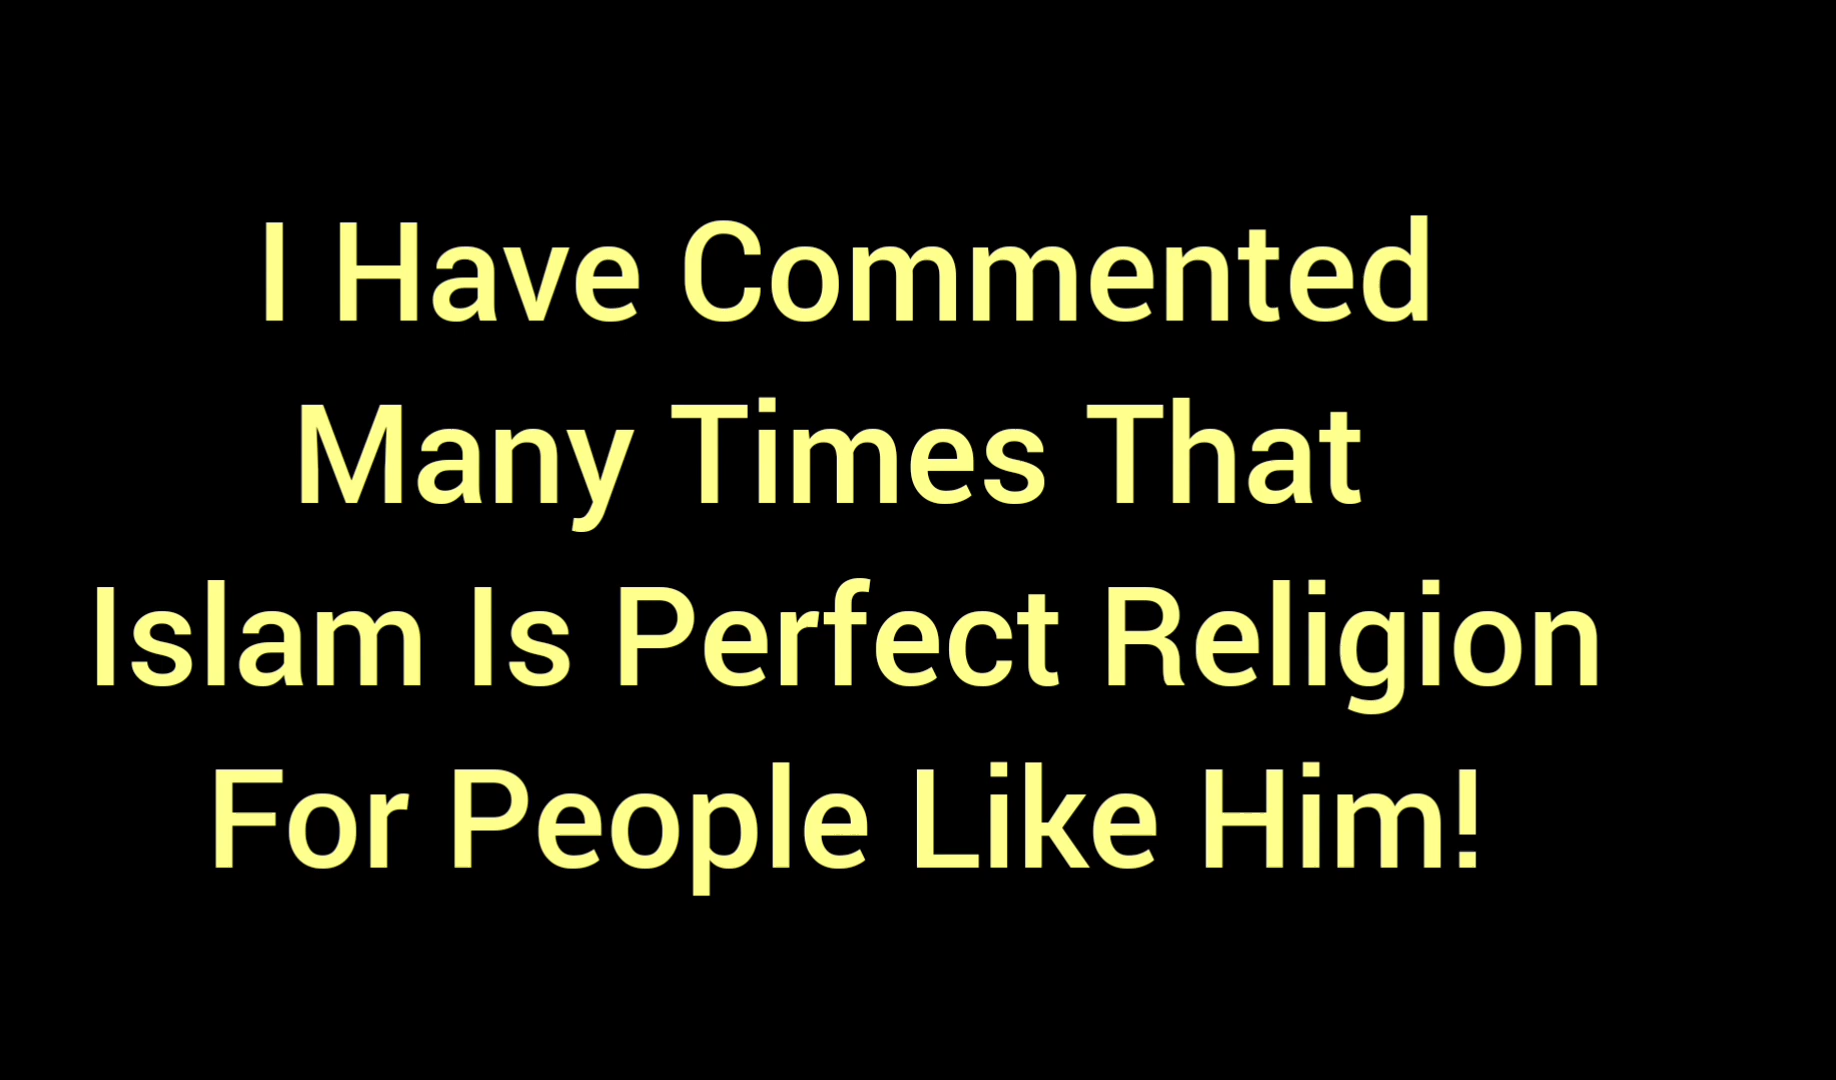 I Have Commented
Many Times That
Islam Is Perfect Religion
For People Like Him!